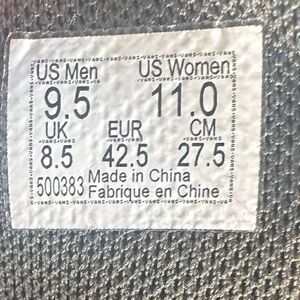 US Men US Women
9.5 11.0
UK EUR CM
8.5 42.5 27.5
500383 Made in China
Fabrique en Chine